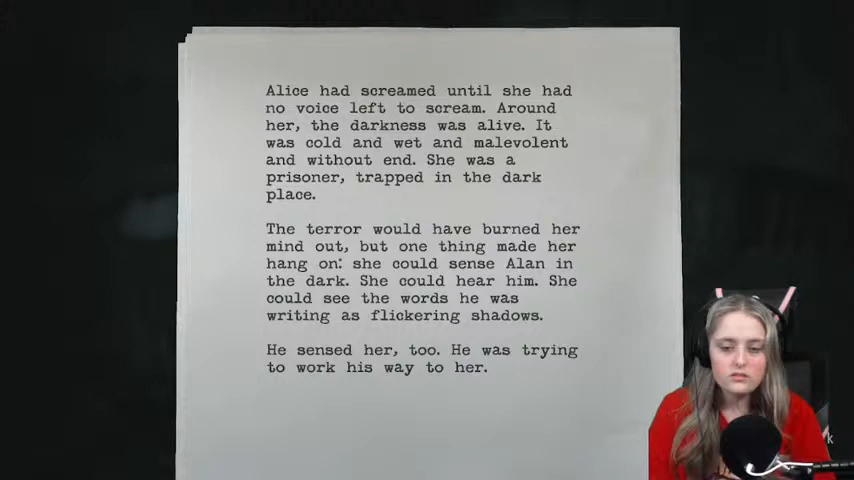 Alice had screamed until she had
no voice left to scream. Around
her, the darkness was alive. It
was cold and wet and malevolent
and without end. She was a
prisoner, trapped in the dark
place.
The terror would have burned her
mind out, but one thing made her
hang on: she could sense Alan in
the dark. She could hear him. She
could see the words he was
writing as flickering shadows.
He sensed her, too. He was trying
to work his way to her.